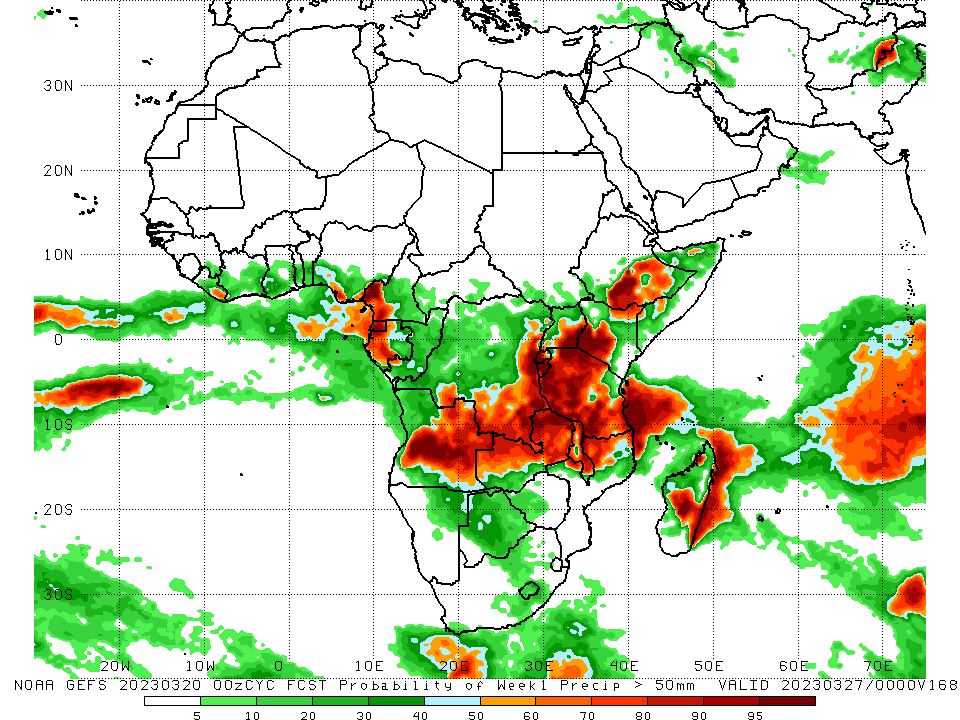 30N
20N
10N
0
10S
20S
30S
20W 10W 0 10E 20E 30E 40E 50E 60E 70E
NOAA GEFS 20230320 00zCYC FCST Probability of Week1 Precip > 50mm VALID 20230327/0000V168
5 10 20 30 40 50 60 70 80 90 95